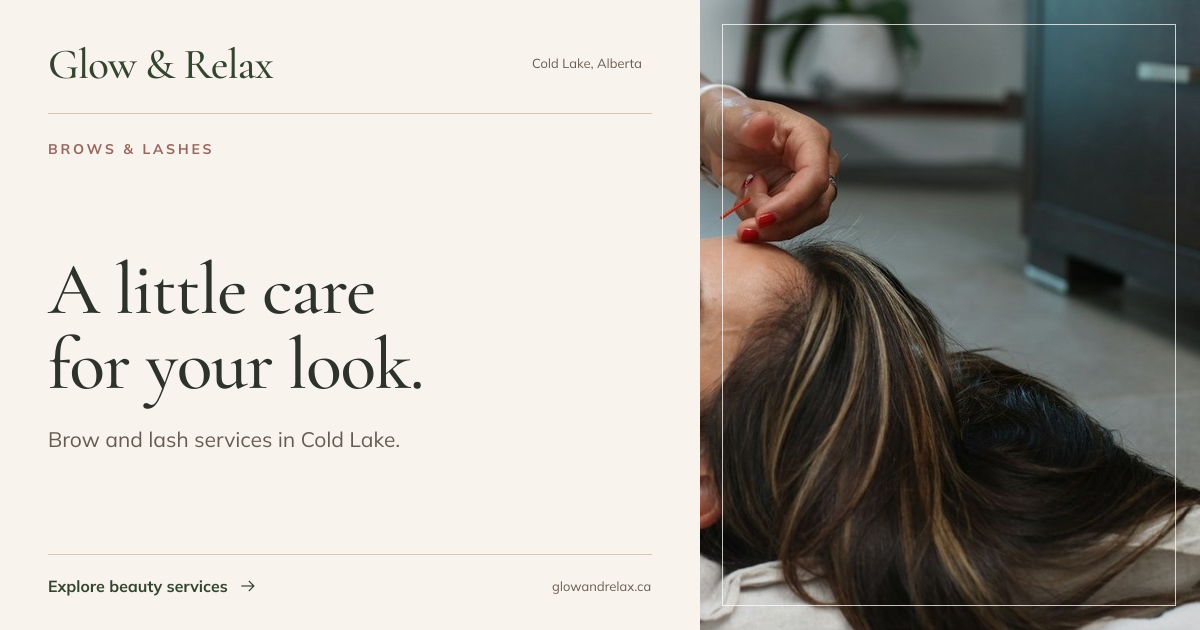 Glow & Relax
Cold Lake, Alberta
BROWS & LASHES
A little care
for your look.
Brow and lash services in Cold Lake.
Explore beauty services →
glowandrelax.ca